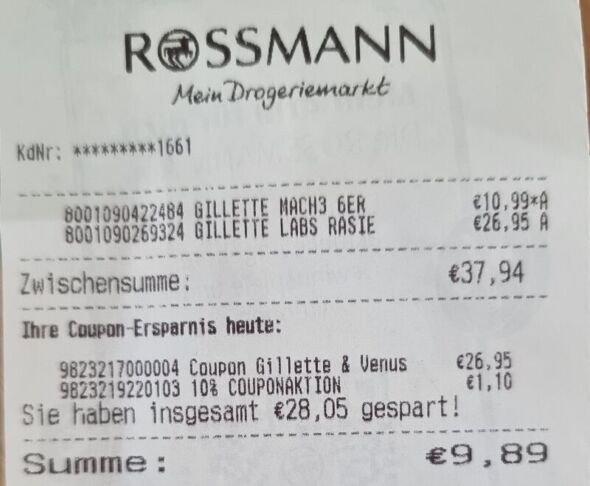 ROSSMANN
Mein Drogeriemarkt
KdNr: *********1661
8001090422484 GILLETTE MACH3 6ER €10,99*A
8001090269324 GILLETTE LABS RASIE €26,95 A
Zwischensumme: €37,94
Ihre Coupon-Ersparnis heute:
9823217000004 Coupon Gillette & Venus €26,95
9823219220103 10% COUPONAKTION €1,10
Sie haben insgesamt €28,05 gespart!
Summe: €9,89